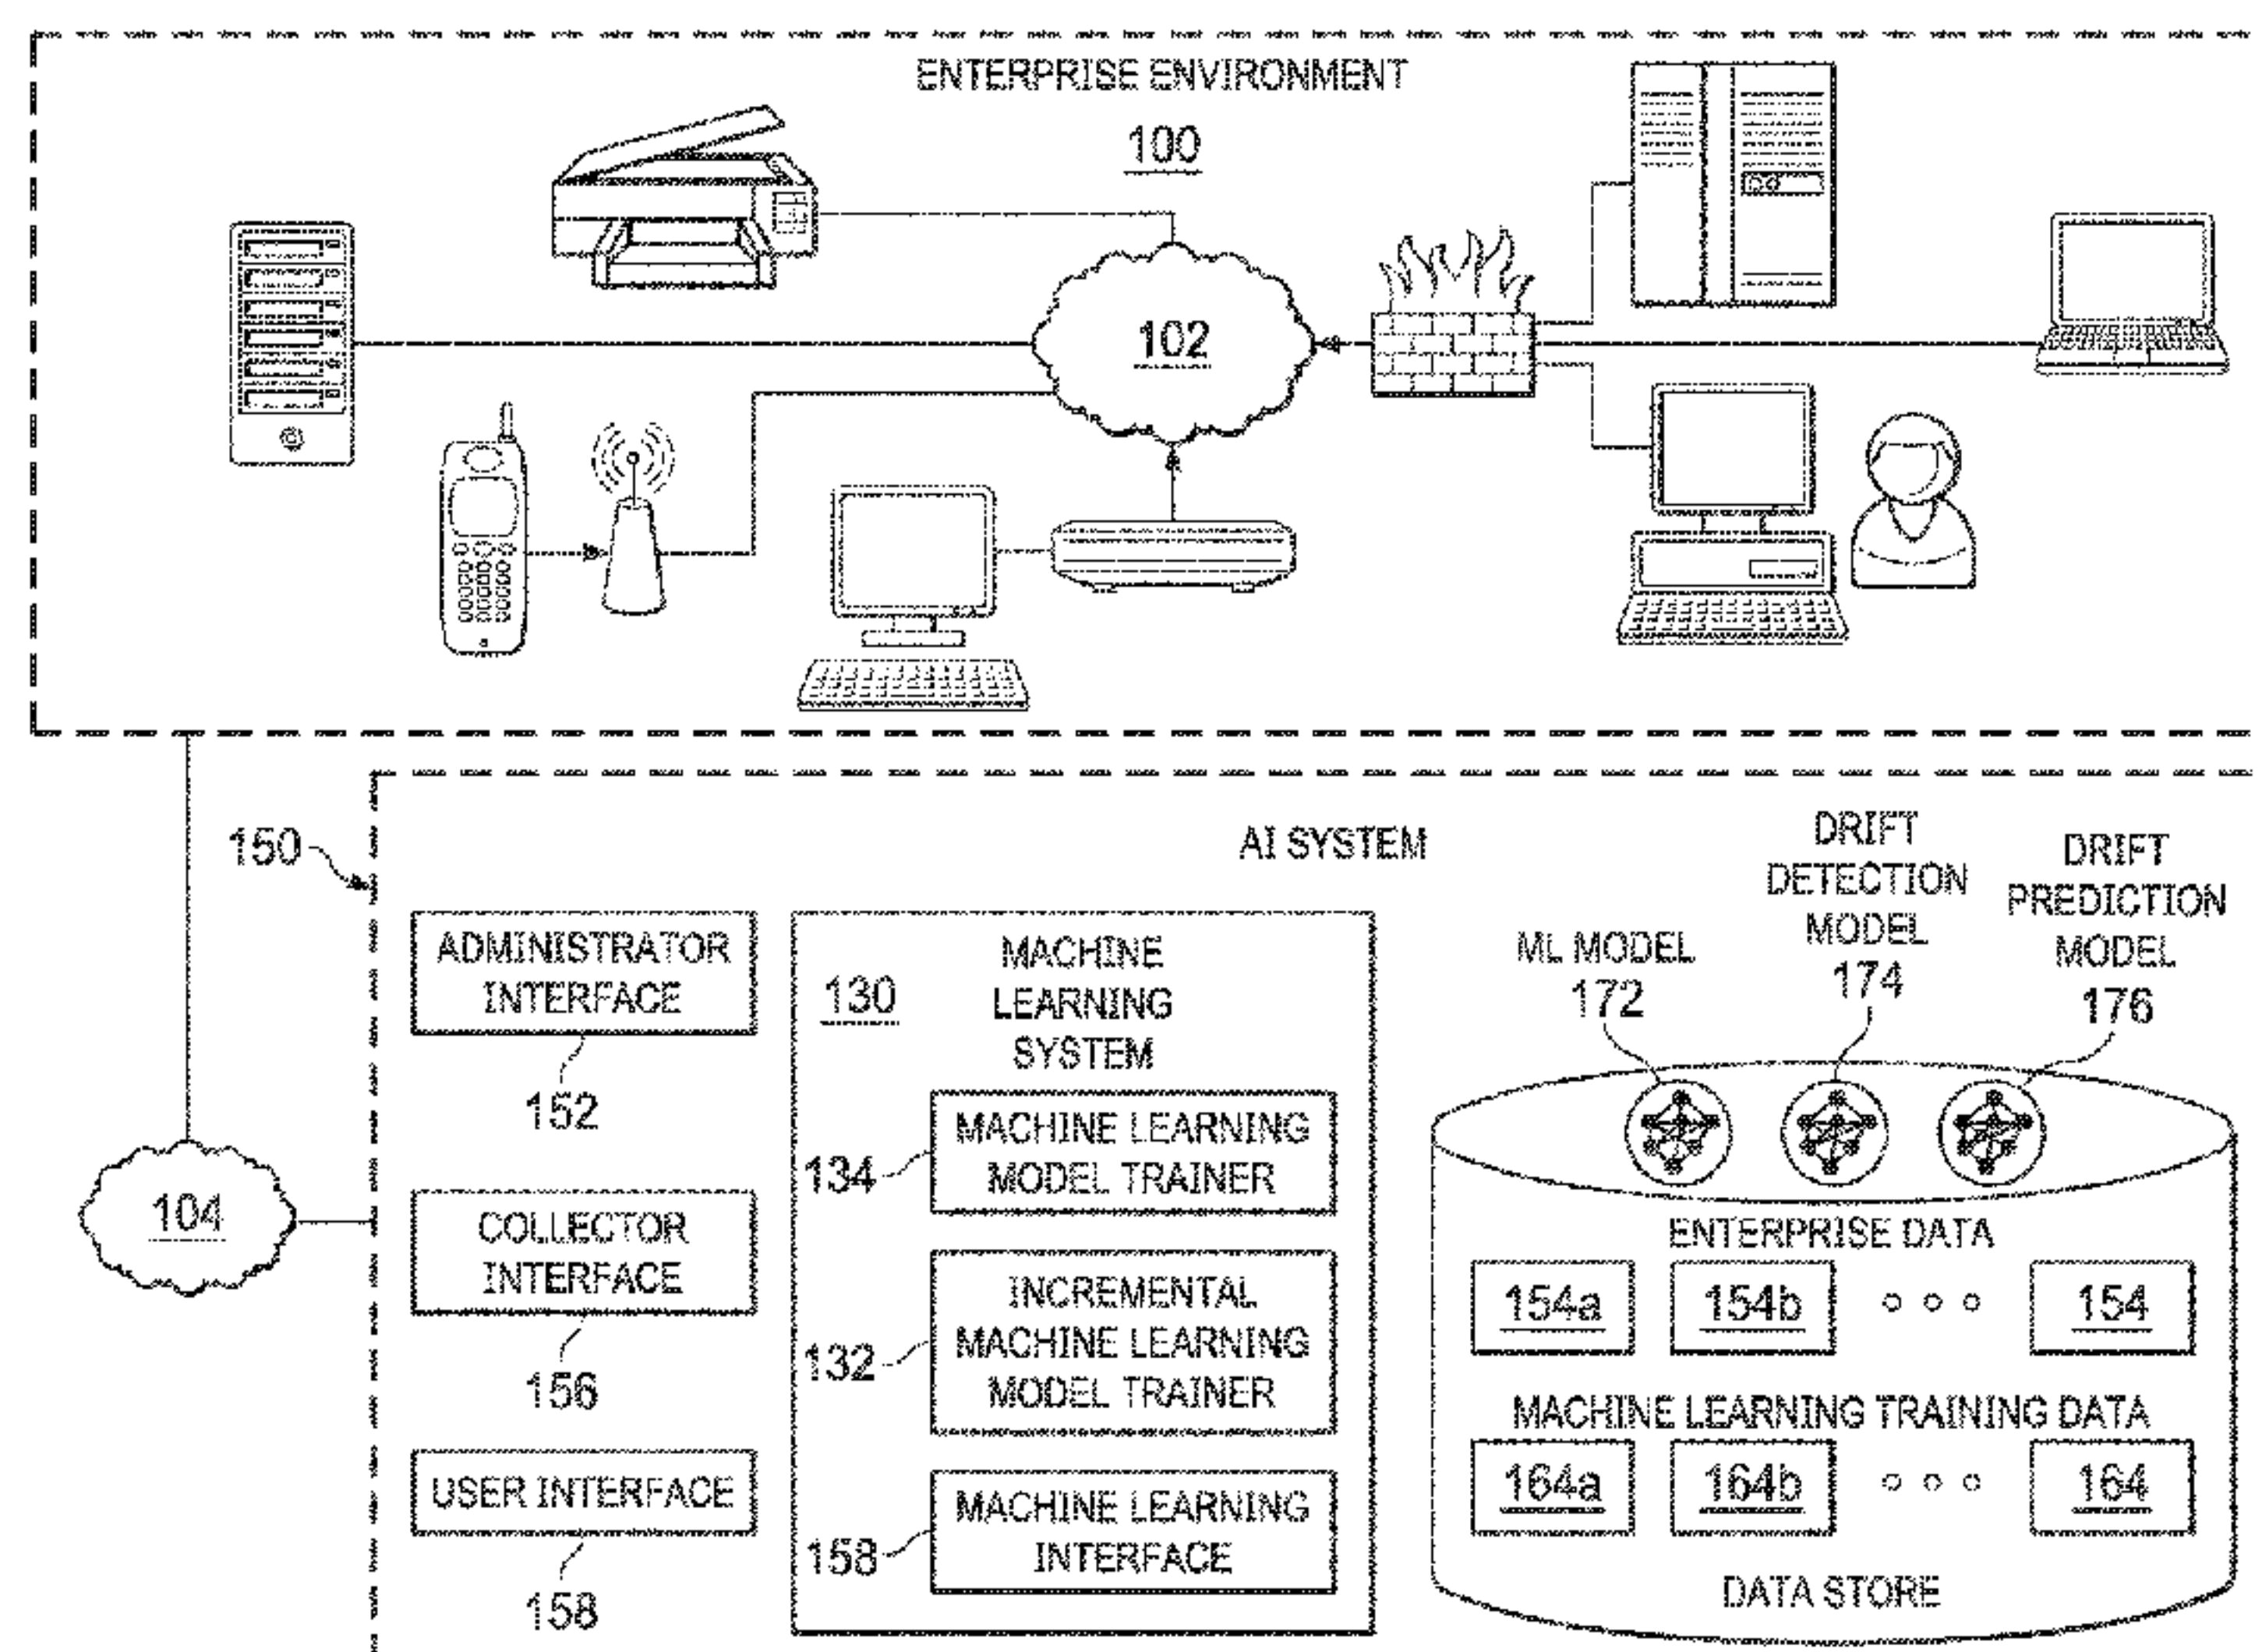 ENTERPRISE ENVIRONMENT
100
102
150
AI SYSTEM
DRIFT
DETECTION
MODEL
174
DRIFT
PREDICTION
MODEL
176
ML MODEL
172
ADMINISTRATOR
INTERFACE
152
130
MACHINE
LEARNING
SYSTEM
134
MACHINE LEARNING
MODEL TRAINER
104
COLLECTOR
INTERFACE
156
132
INCREMENTAL
MACHINE LEARNING
MODEL TRAINER
USER INTERFACE
158
158
MACHINE LEARNING
INTERFACE
ENTERPRISE DATA
154a 154b 154
MACHINE LEARNING TRAINING DATA
164a 164b 164
DATA STORE